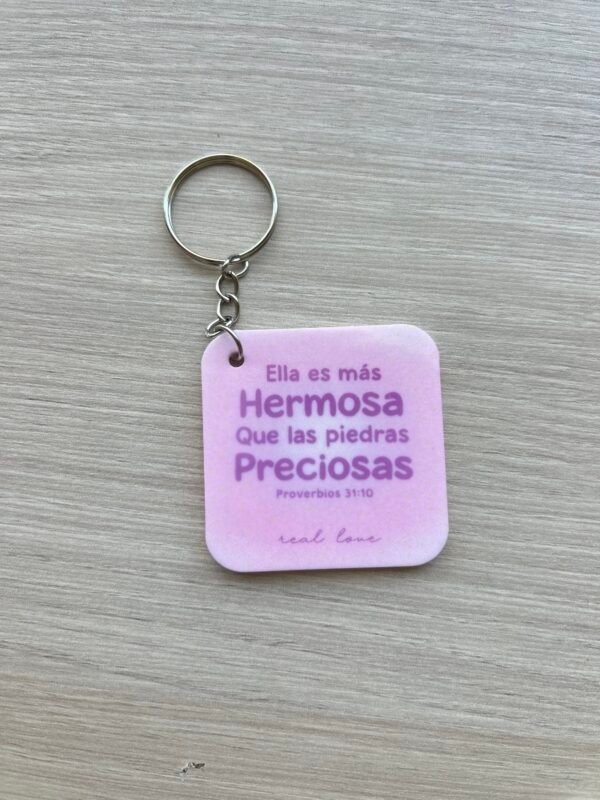 Ella es más
Hermosa
Que las piedras
Preciosas
Proverbios 31:10
real love